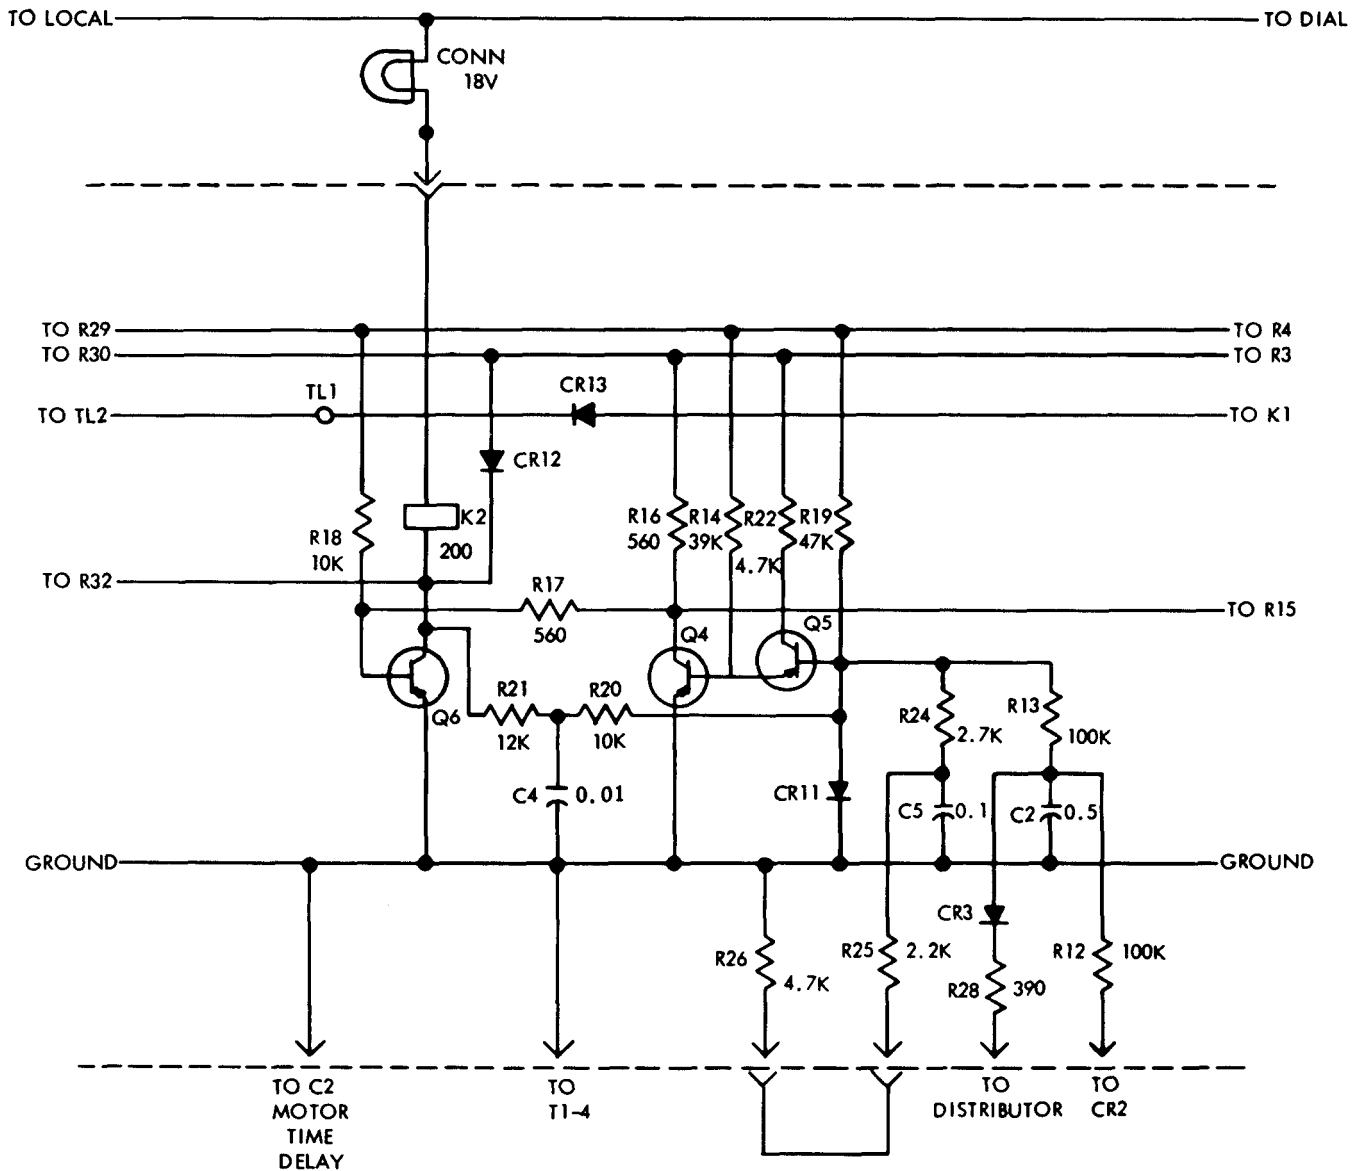 TO LOCAL
TO DIAL
CONN
18V
TO R29
TO R4
TO R30
TO R3
TL1
CR13
TO TL2
TO K1
CR12
R18
10K
K2
200
R16
560
R14
39K
R22
4.7K
R19
47K
TO R32
R17
560
TO R15
Q4
Q5
Q6
R21
12K
R20
10K
R24
2.7K
R13
100K
C4
0.01
CR11
C5
0.1
C2
0.5
GROUND
GROUND
CR3
R26
4.7K
R25
2.2K
R28
390
R12
100K
TO C2
MOTOR
TIME
DELAY
TO
T1-4
TO
DISTRIBUTOR
TO
CR2